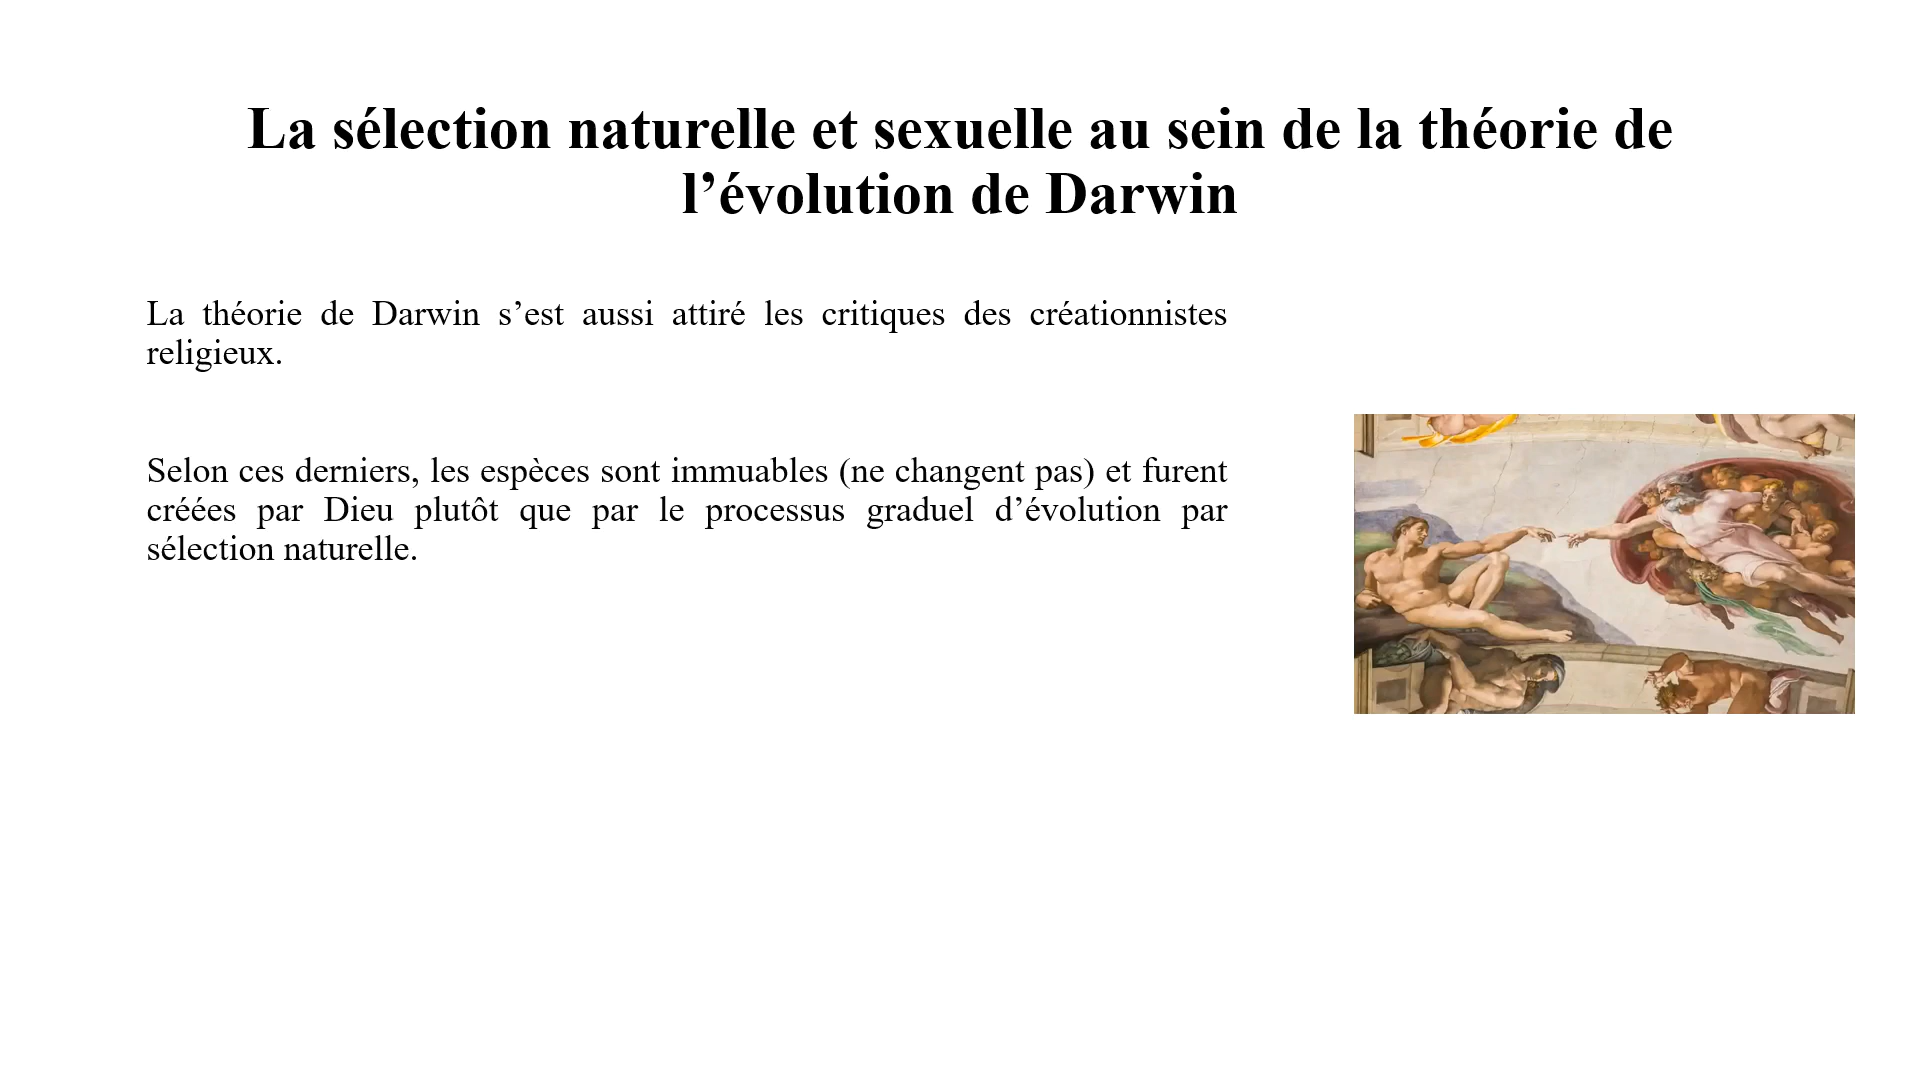 La sélection naturelle et sexuelle au sein de la théorie de
l’évolution de Darwin
La théorie de Darwin s’est aussi attiré les critiques des créationnistes
religieux.
Selon ces derniers, les espèces sont immuables (ne changent pas) et furent
créées par Dieu plutôt que par le processus graduel d’évolution par
sélection naturelle.